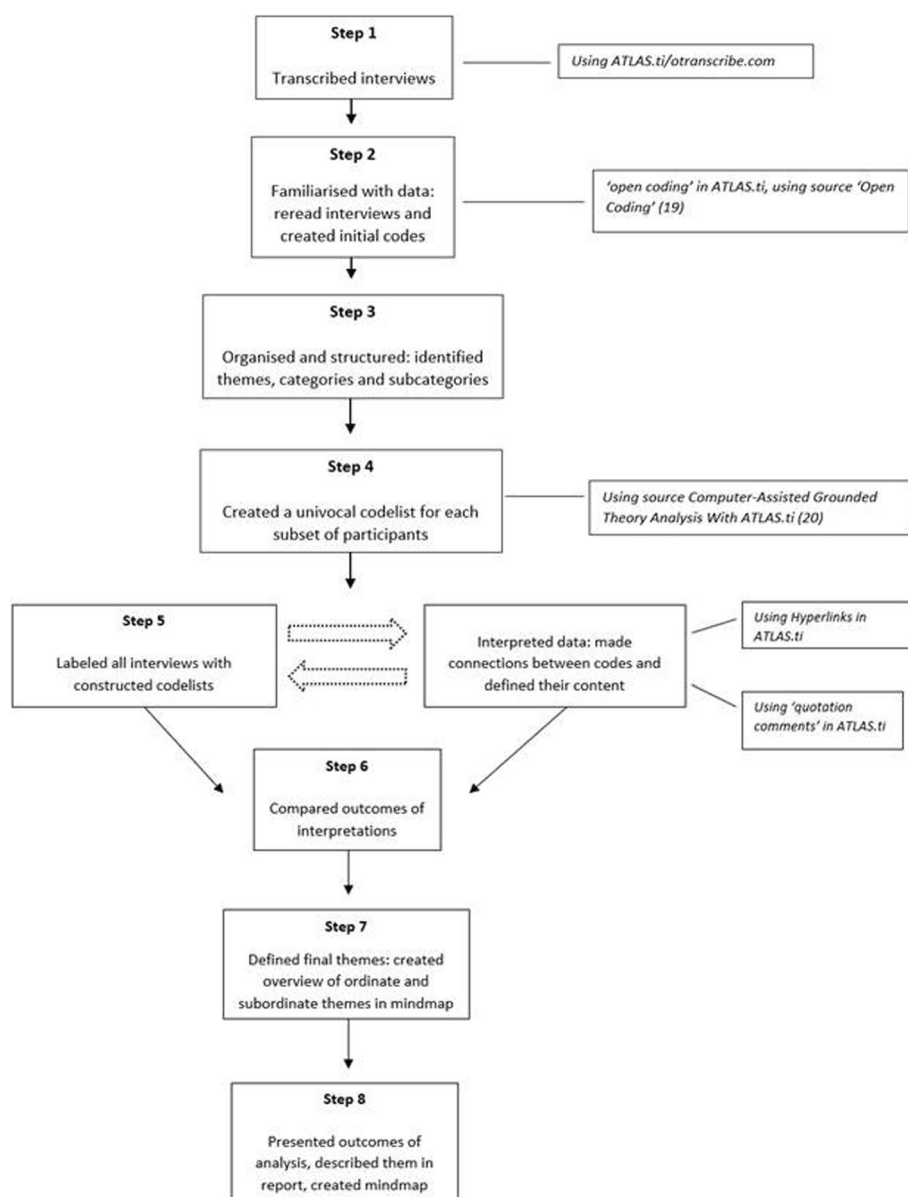 Step 1
Transcribed interviews
Using ATLAS.ti/otranscribe.com
Step 2
Familiarised with data:
reread interviews and
created initial codes
‘open coding’ in ATLAS.ti, using source ‘Open
Coding’ (19)
Step 3
Organised and structured: identified
themes, categories and subcategories
Step 4
Created a univocal codelist for each
subset of participants
Using source Computer-Assisted Grounded
Theory Analysis With ATLAS.ti (20)
Step 5
Labeled all interviews with
constructed codelists
Interpreted data: made
connections between codes and
defined their content
Using Hyperlinks in
ATLAS.ti
Using ‘quotation
comments’ in ATLAS.ti
Step 6
Compared outcomes of
interpretations
Step 7
Defined final themes: created
overview of ordinate and
subordinate themes in mindmap
Step 8
Presented outcomes of
analysis, described them in
report, created mindmap